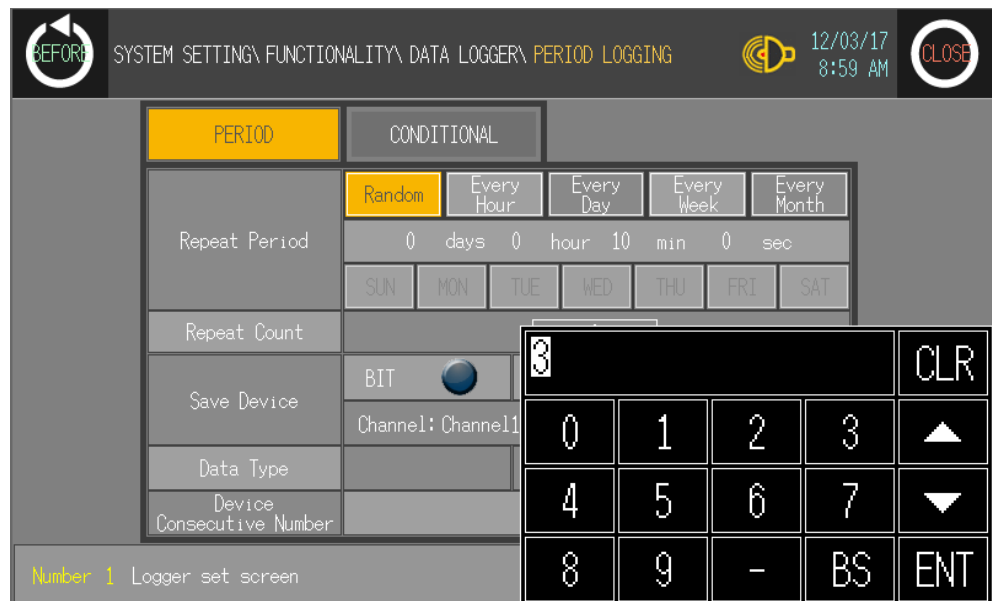 BEFORE
SYSTEM SETTING\ FUNCTIONALITY\ DATA LOGGER\ PERIOD LOGGING
12/03/17
8:59 AM
CLOSE
PERIOD CONDITIONAL
Random Every Hour Every Day Every Week Every Month
Repeat Period
0 days 0 hour 10 min 0 sec
SUN MON TUE WED THU FRI SAT
Repeat Count
3 CLR
BIT
Save Device
Channel: Channel1
0 1 2 3
Data Type
4 5 6 7
Device
Consecutive Number
8 9 - BS ENT
Number 1 Logger set screen